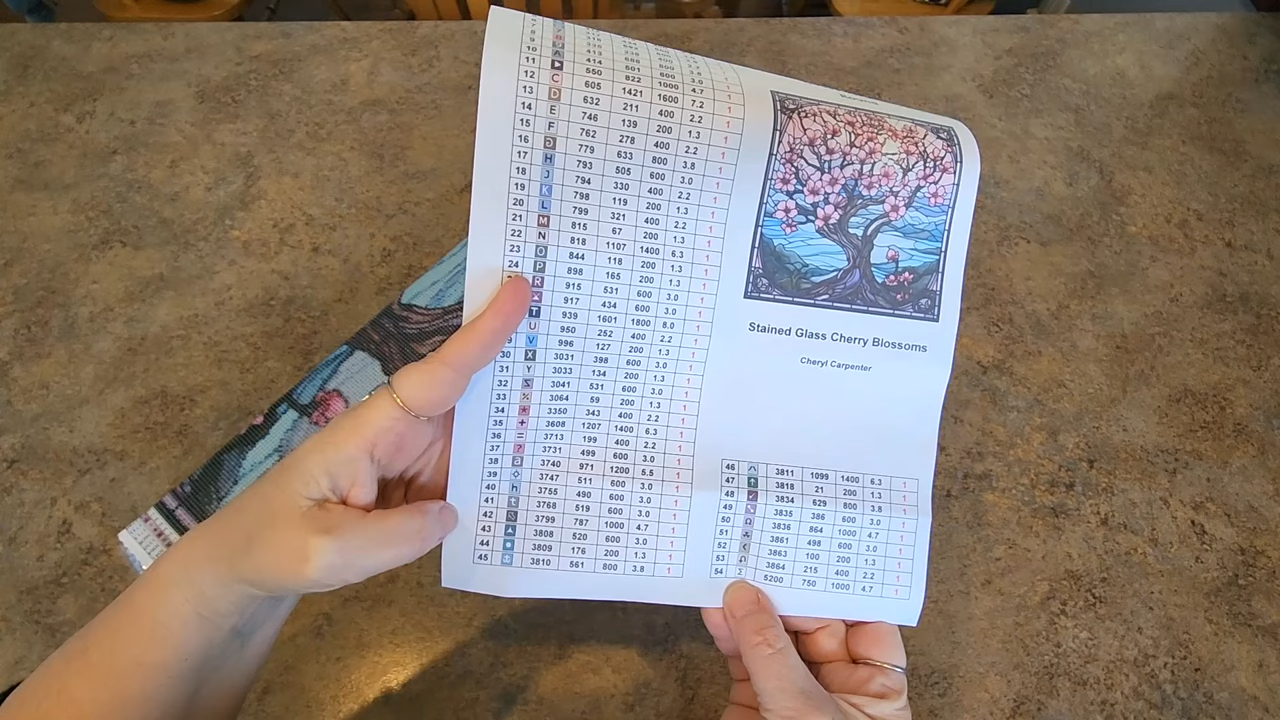 10 413
11 414 501 600 3.0 1
12 C 605 1421 1600 7.2 1
13 D 632 211 400 2.2 1
14 E 746 139 200 1.3 1
15 F 762 278 400 2.2 1
16 G 779 633 800 3.8 1
17 H 793 505 600 3.0 1
18 J 794 330 400 2.2 1
19 K 798 119 200 1.3 1
20 L 799 321 400 2.2 1
21 M 815 67 200 1.3 1
22 N 818 1107 1400 6.3 1
23 O 844 118 200 1.3 1
24 P 898 165 200 1.3 1
R 915 531 600 3.0 1
917 434 600 3.0 1
T 939 1601 1800 8.0 1
U 950 252 400 2.2 1
9 V 996 127 200 1.3 1
30 X 3031 398 600 3.0 1
31 Y 3033 134 200 1.3 1
32 Z 3041 531 600 3.0 1
33 % 3064 59 200 1.3 1
34 * 3350 343 400 2.2 1
35 + 3608 1207 1400 6.3 1
36 = 3713 199 400 2.2 1
37 ? 3731 499 600 3.0 1
38 a 3740 971 1200 5.5 1
39 3747 511 600 3.0 1
40 h 3755 490 600 3.0 1
41 t 3768 519 600 3.0 1
42 3799 787 1000 4.7 1
43 3808 520 600 3.0 1
44 3809 176 200 1.3 1
45 3810 561 800 3.8 1
Stained Glass Cherry Blossoms
Cheryl Carpenter
46 3811 1099 1400 6.3 1
47 ↑ 3818 21 200 1.3 1
48 3834 629 800 3.8 1
49 3835 386 600 3.0 1
50 Ω 3836 864 1000 4.7 1
51 3861 498 600 3.0 1
52 3863 100 200 1.3 1
53 3864 215 400 2.2 1
54 Σ 5200 750 1000 4.7 1